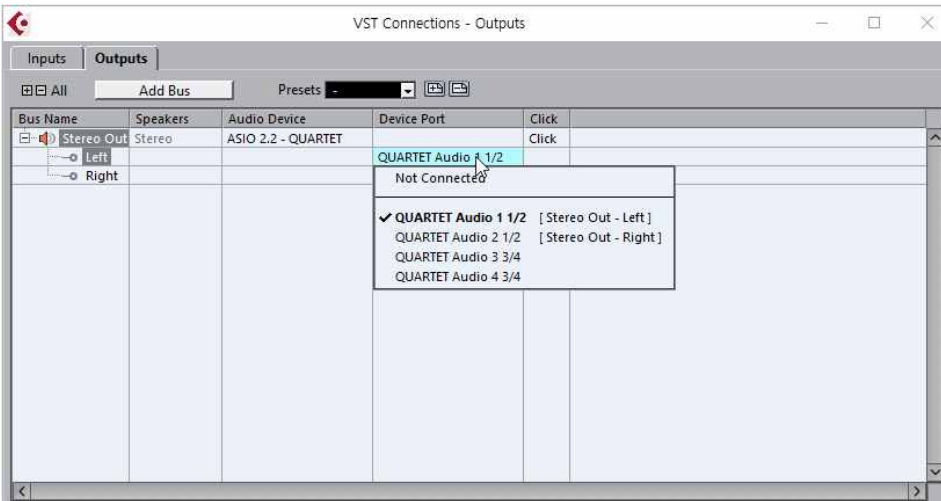 VST Connections - Outputs
Inputs Outputs
All Add Bus Presets -
Bus Name Speakers Audio Device Device Port Click
Stereo Out Stereo ASIO 2.2 - QUARTET Click
Left QUARTET Audio 1 1/2
Right Not Connected
QUARTET Audio 1 1/2 [ Stereo Out - Left ]
QUARTET Audio 2 1/2 [ Stereo Out - Right ]
QUARTET Audio 3 3/4
QUARTET Audio 4 3/4